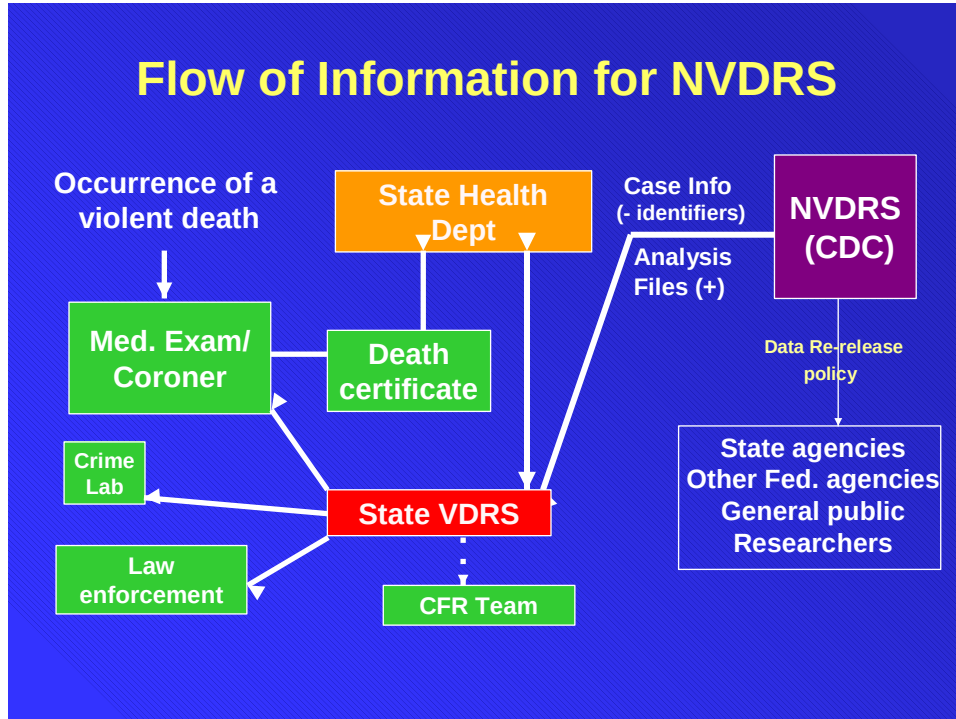 Flow of Information for NVDRS
Occurrence of a
violent death
State Health
Dept
Case Info
(- identifiers)
Analysis
Files (+)
NVDRS
(CDC)
Med. Exam/
Coroner
Death
certificate
Data Re-release
policy
Crime
Lab
State VDRS
State agencies
Other Fed. agencies
General public
Researchers
Law
enforcement
CFR Team